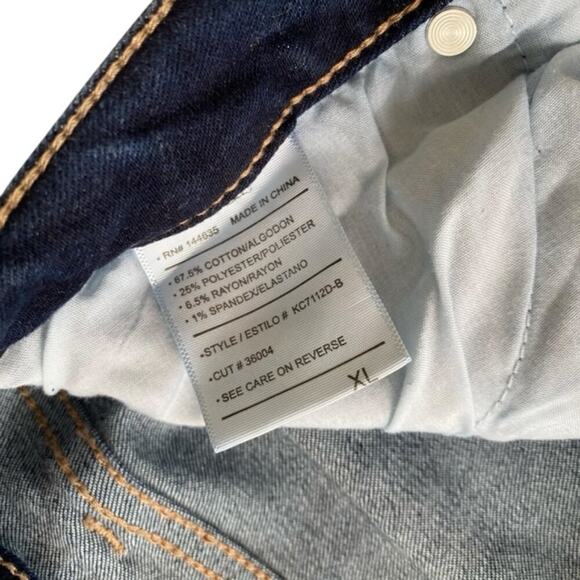 • RN# 144635 MADE IN CHINA
• 67.5% COTTON/ALGODON
• 25% POLYESTER/POLIESTER
• 6.5% RAYON/RAYON
• 1% SPANDEX/ELASTANO
•STYLE / ESTILO # KC7112D-B
•CUT # 36004
• SEE CARE ON REVERSE
XL